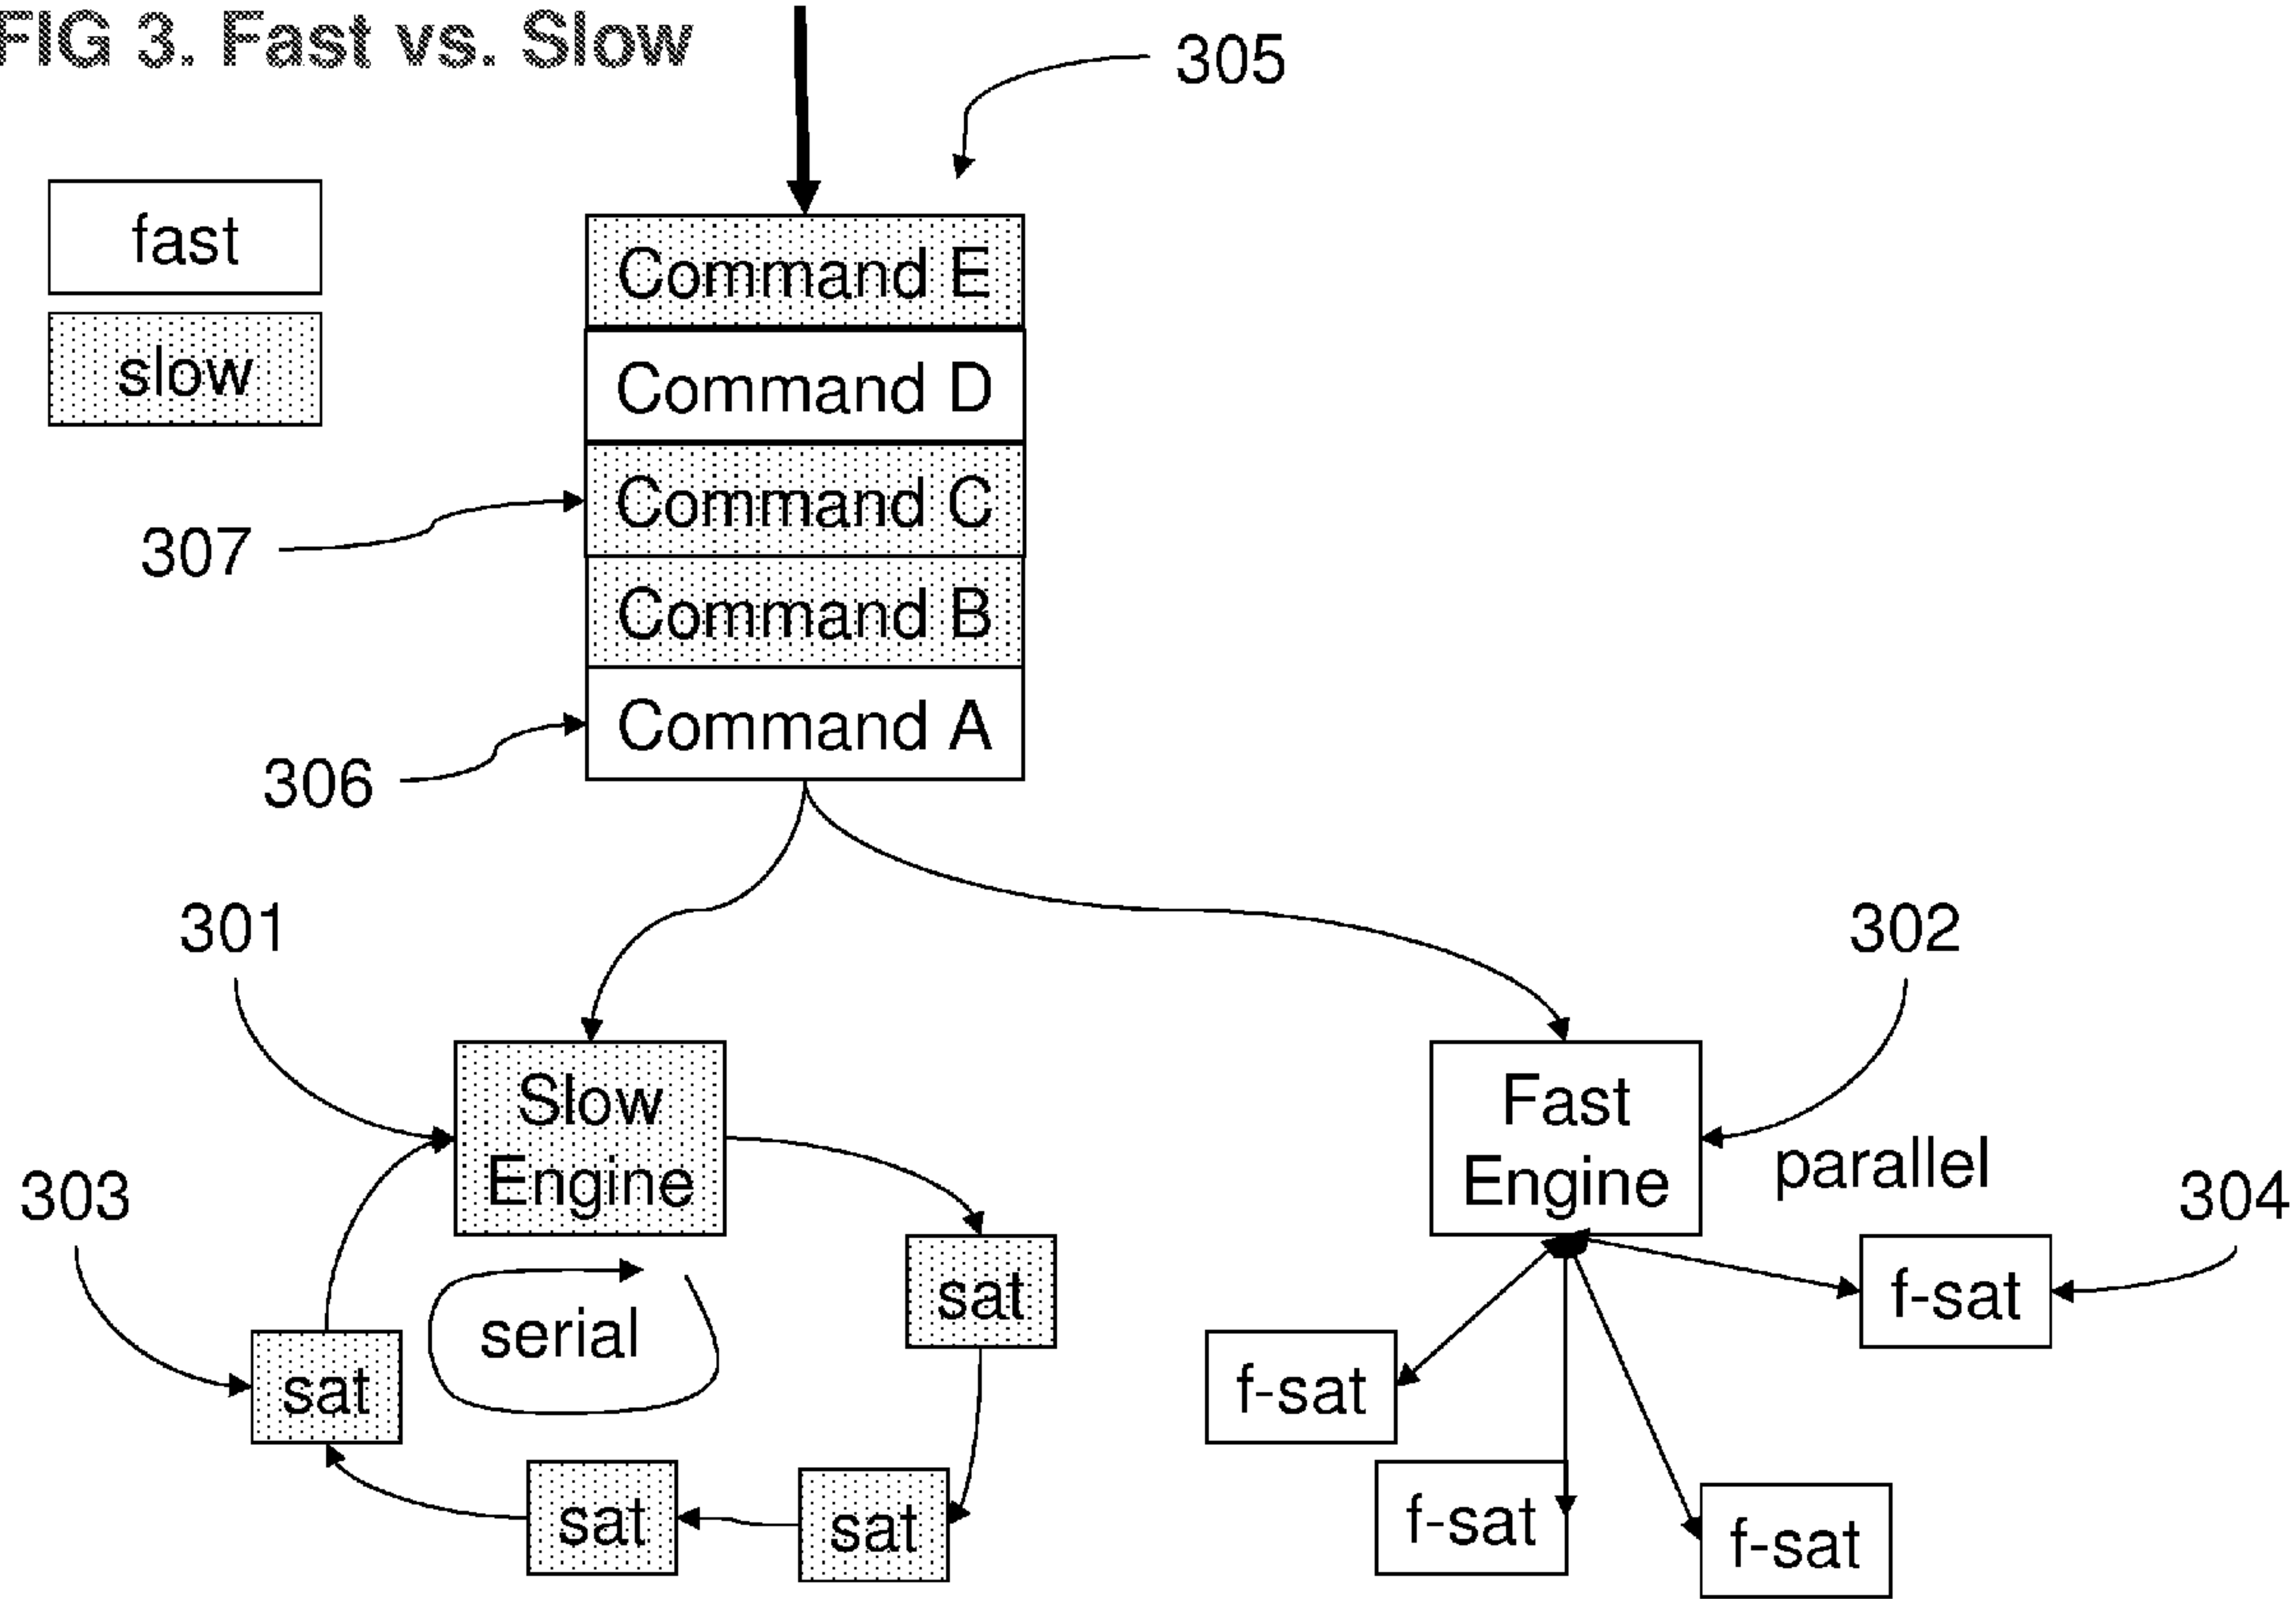 FIG 3. Fast vs. Slow
305
fast
slow
Command E
Command D
Command C
307
Command B
Command A
306
301
302
Slow
Engine
Fast
Engine
parallel
303
304
sat
f-sat
serial
sat
f-sat
sat
sat
f-sat
f-sat